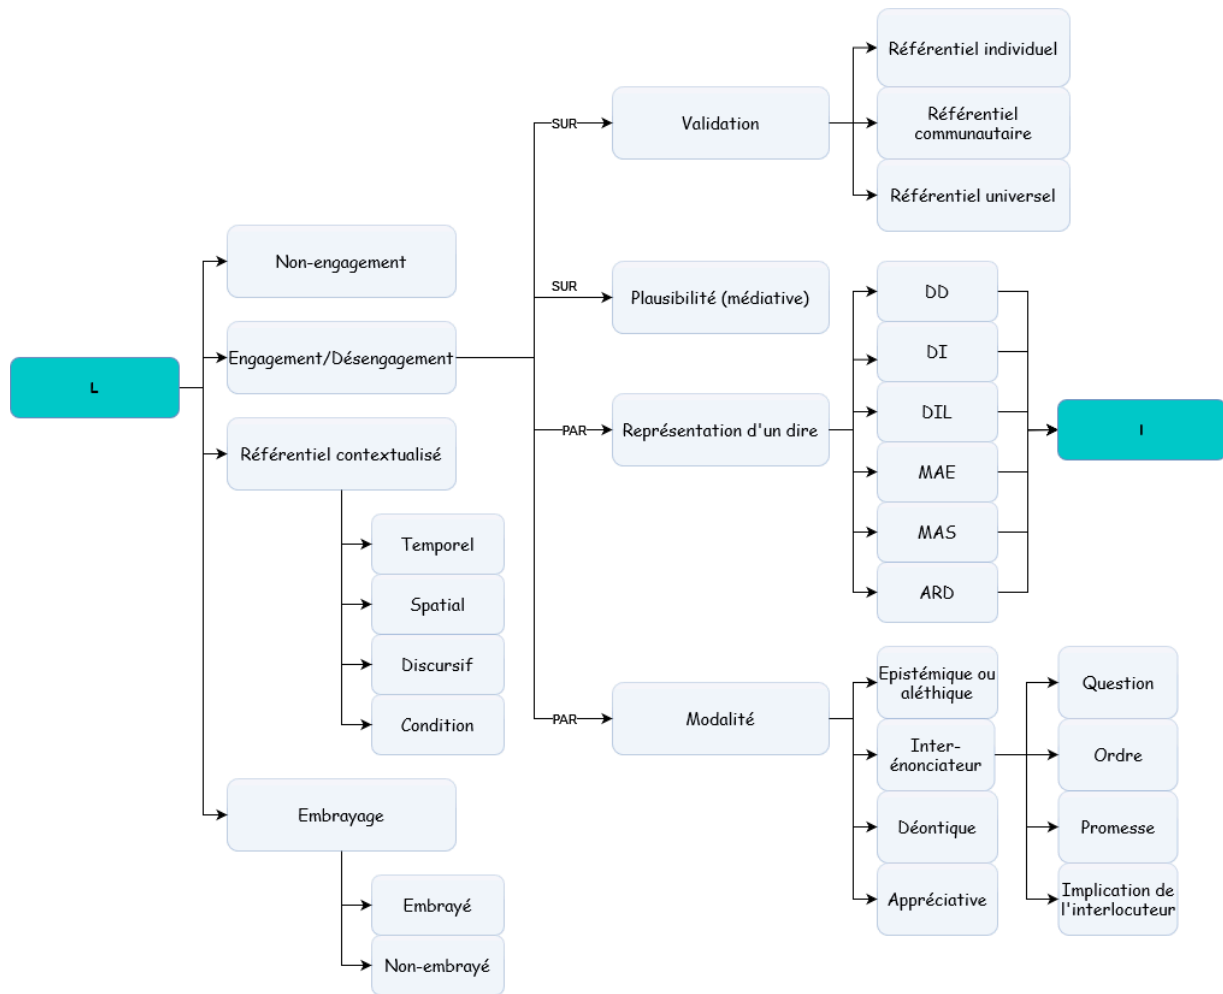 Référentiel individuel
SUR
Validation
Référentiel
communautaire
Référentiel universel
Non-engagement
SUR
Plausibilité (médiative)
DD
Engagement/Désengagement
DI
L
Représentation d'un dire
PAR
DIL
I
Référentiel contextualisé
MAE
Temporel
MAS
Spatial
ARD
Discursif
Epistémique ou
aléthique
Question
Condition
PAR
Modalité
Inter-
énonciateur
Ordre
Embrayage
Déontique
Promesse
Embrayé
Appréciative
Implication de
l'interlocuteur
Non-embrayé